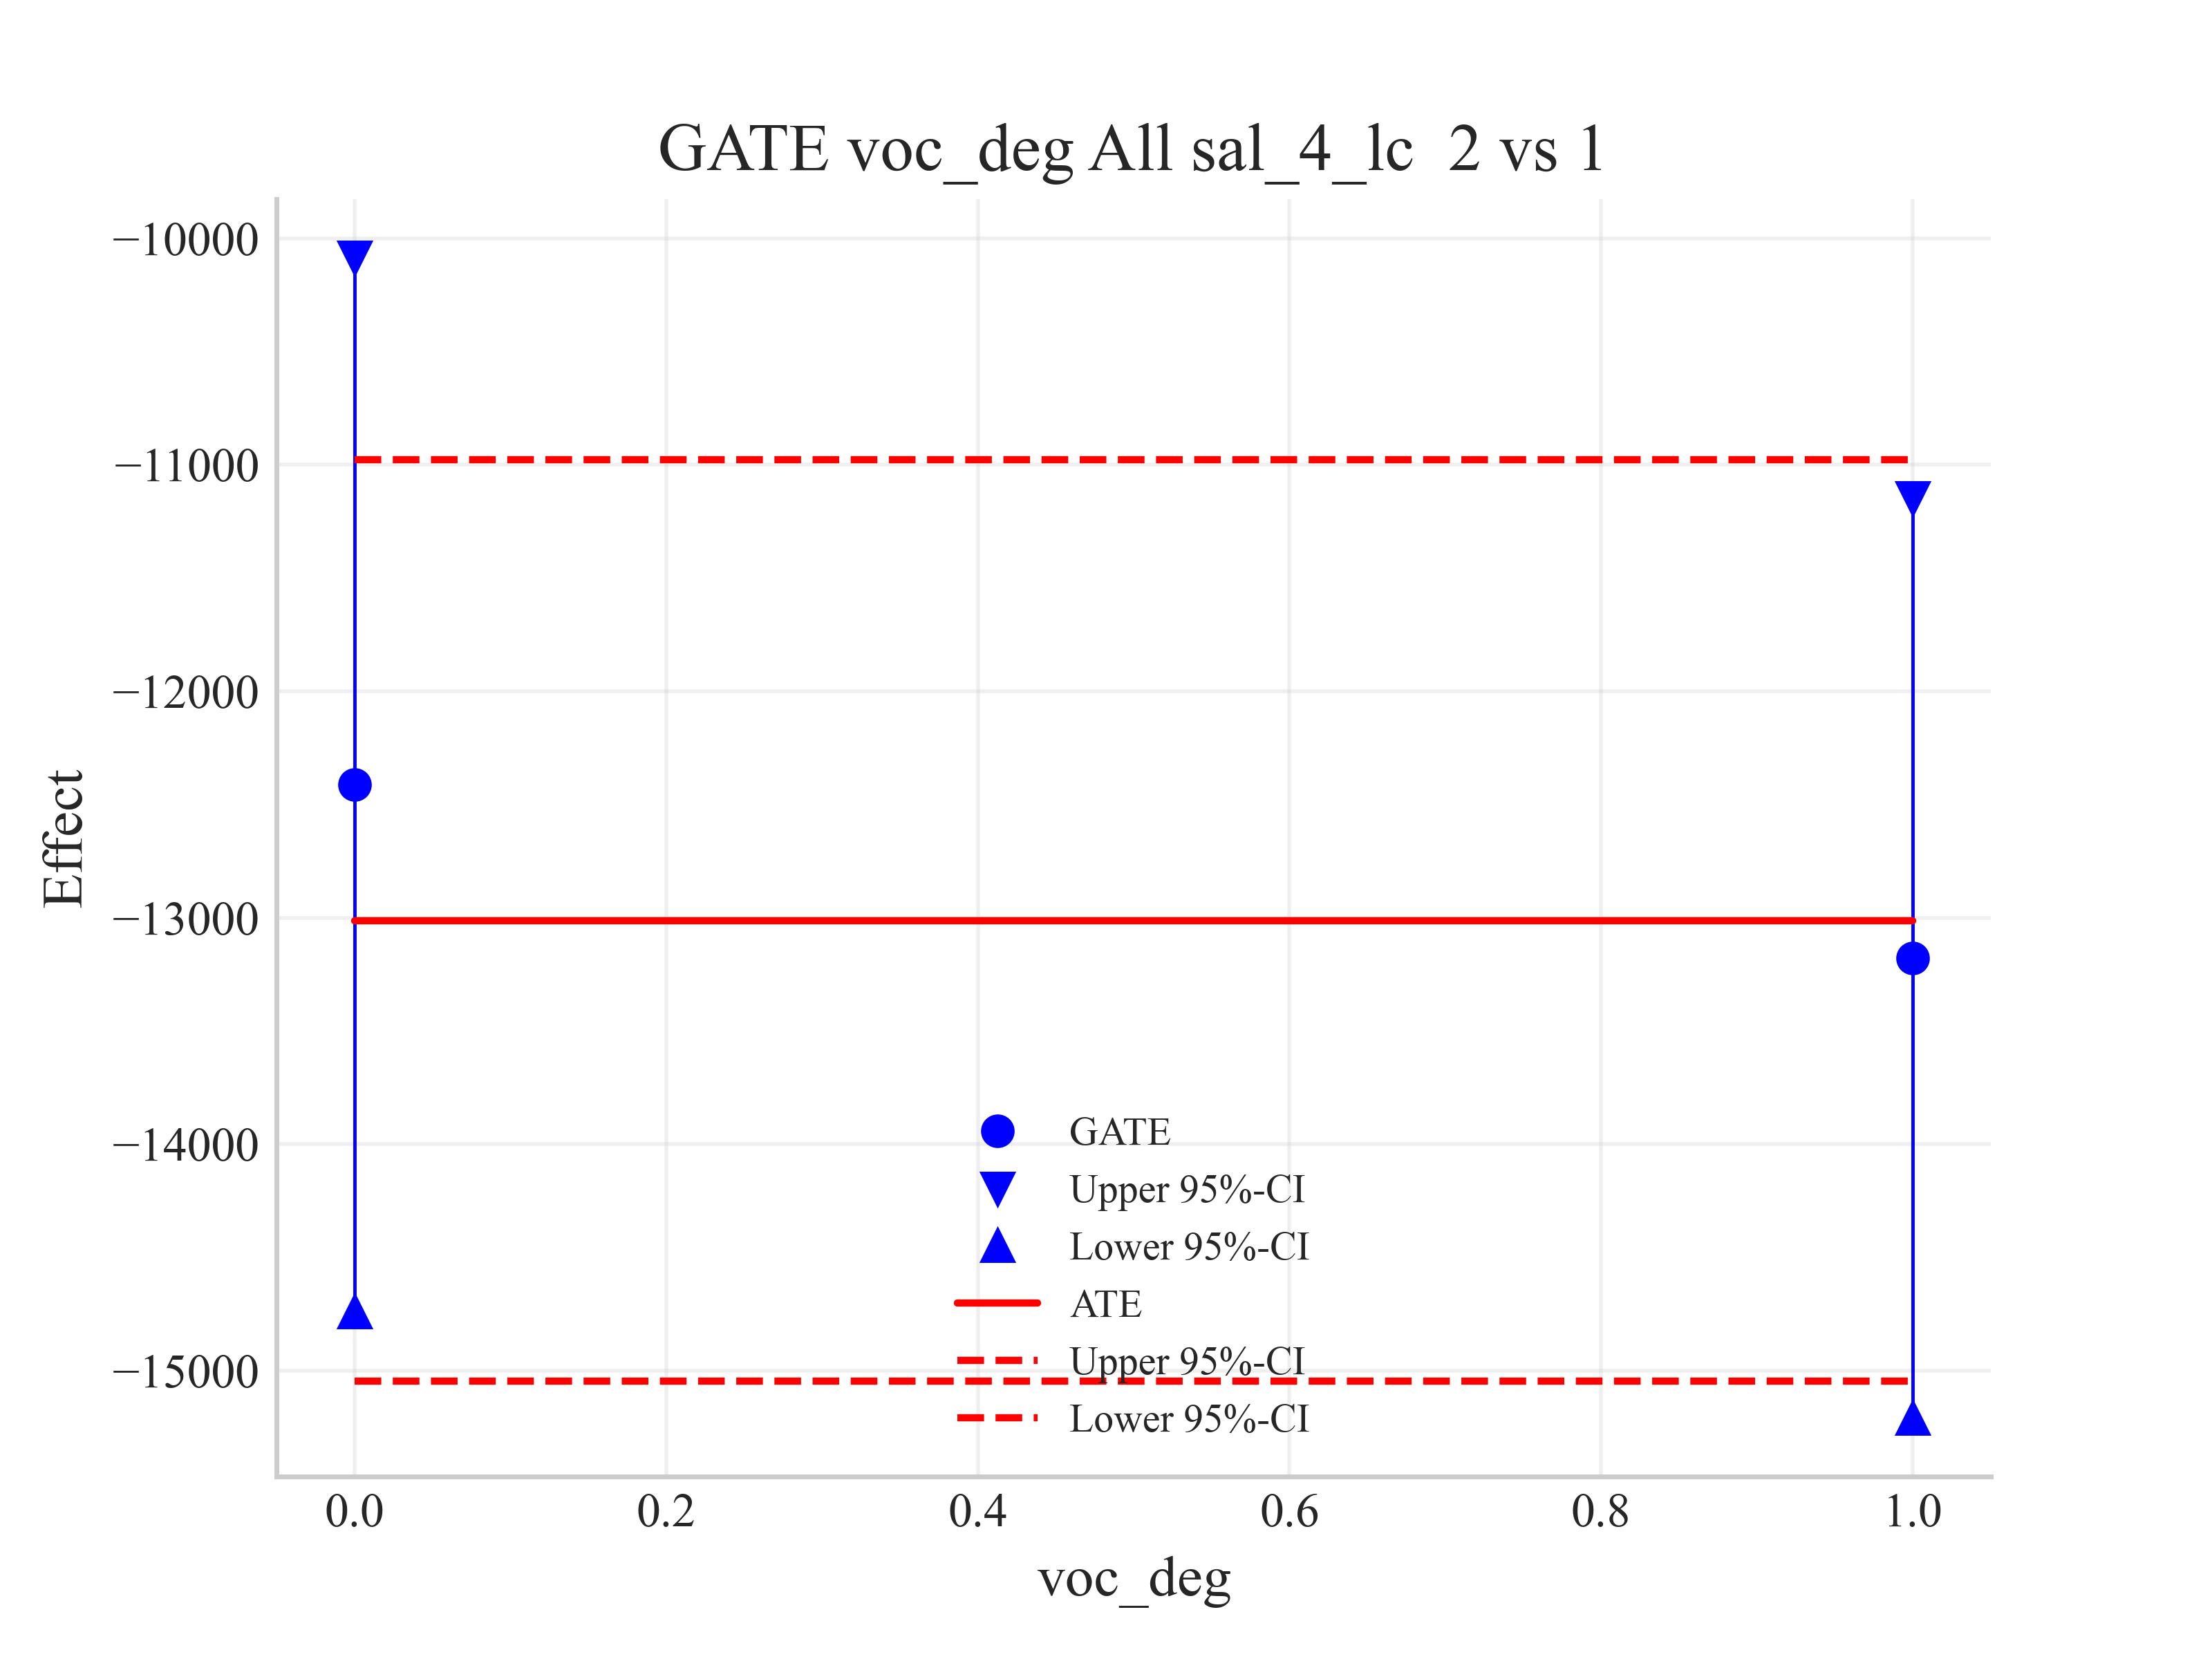 GATE voc_deg All sal_4_lc  2 vs 1
−10000
−11000
−12000
−13000
−14000
−15000
Effect
GATE
Upper 95%-CI
Lower 95%-CI
ATE
Upper 95%-CI
Lower 95%-CI
0.0 0.2 0.4 0.6 0.8 1.0
voc_deg